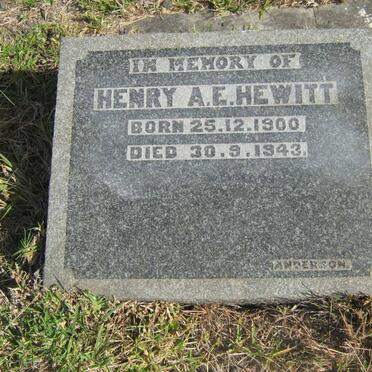 IN MEMORY OF
HENRY A.E. HEWITT
BORN 25.12.1900
DIED 30.9.1943.
ANDERSON.